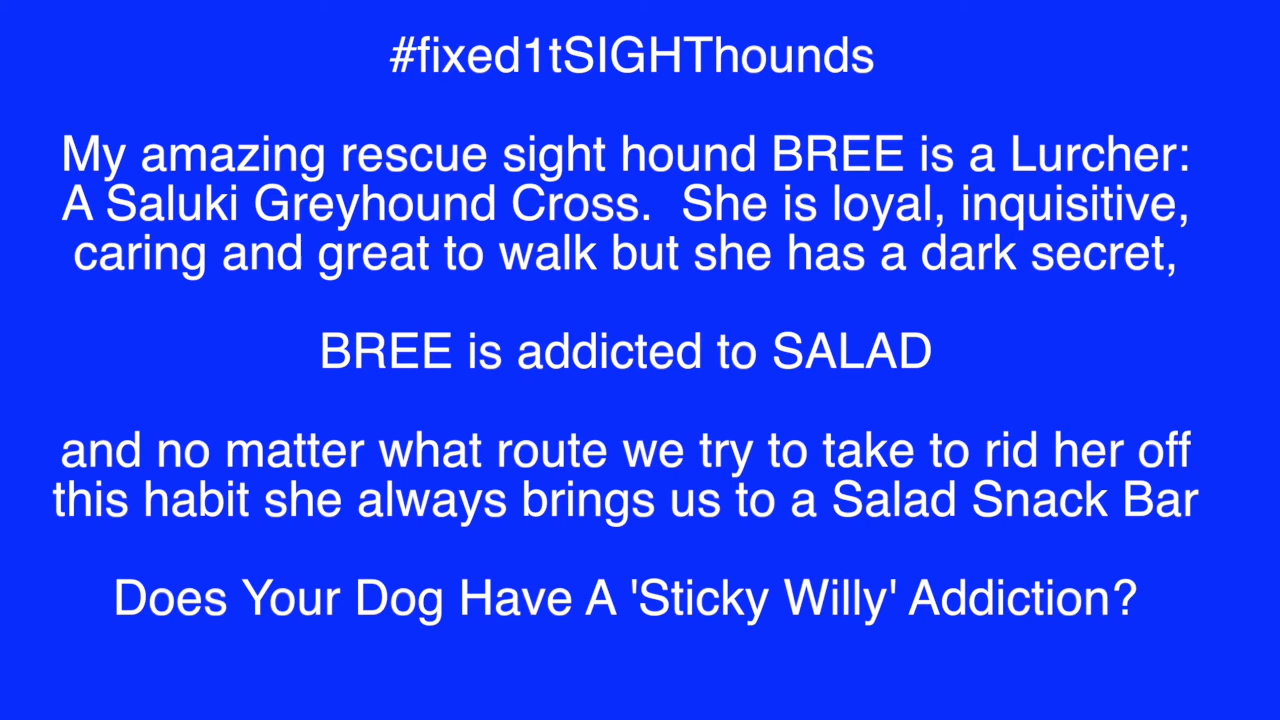 #fixed1tSIGHThounds
My amazing rescue sight hound BREE is a Lurcher:
A Saluki Greyhound Cross.  She is loyal, inquisitive,
caring and great to walk but she has a dark secret,
BREE is addicted to SALAD
and no matter what route we try to take to rid her off
this habit she always brings us to a Salad Snack Bar
Does Your Dog Have A 'Sticky Willy' Addiction?